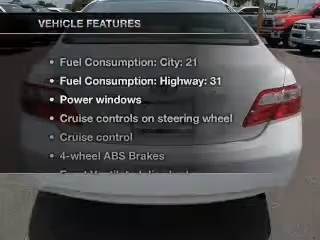 VEHICLE FEATURES
• Fuel Consumption: City: 21
• Fuel Consumption: Highway: 31
• Power windows
• Cruise controls on steering wheel
• Cruise control
• 4-wheel ABS Brakes